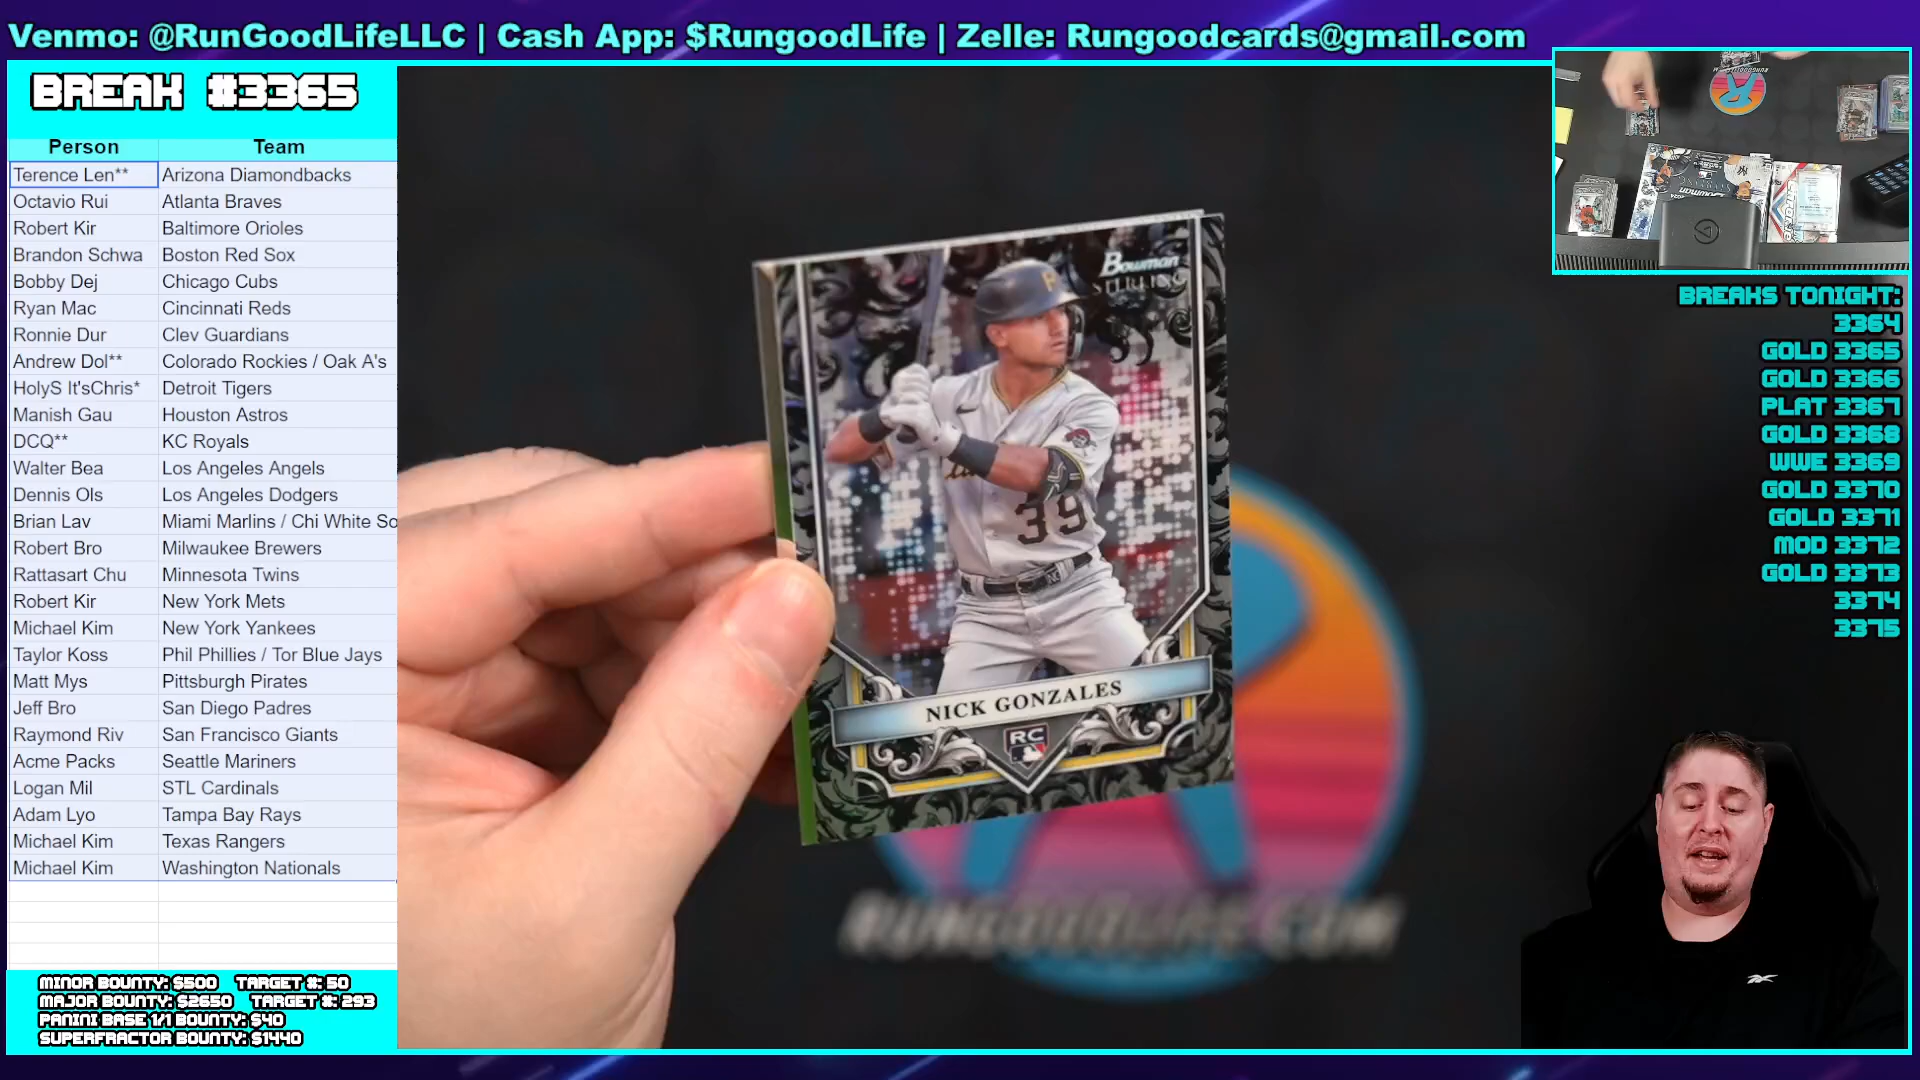 Venmo: @RunGoodLifeLLC | Cash App: $RungoodLife | Zelle: Rungoodcards@gmail.com
BREAK #3365
Person Team
Terence Len** Arizona Diamondbacks
Octavio Rui Atlanta Braves
Robert Kir Baltimore Orioles
Brandon Schwa Boston Red Sox
Bobby Dej Chicago Cubs
Ryan Mac Cincinnati Reds
Ronnie Dur Clev Guardians
Andrew Dol** Colorado Rockies / Oak A's
HolyS It'sChris* Detroit Tigers
Manish Gau Houston Astros
DCQ** KC Royals
Walter Bea Los Angeles Angels
Dennis Ols Los Angeles Dodgers
Brian Lav Miami Marlins / Chi White So
Robert Bro Milwaukee Brewers
Rattasart Chu Minnesota Twins
Robert Kir New York Mets
Michael Kim New York Yankees
Taylor Koss Phil Phillies / Tor Blue Jays
Matt Mys Pittsburgh Pirates
Jeff Bro San Diego Padres
Raymond Riv San Francisco Giants
Acme Packs Seattle Mariners
Logan Mil STL Cardinals
Adam Lyo Tampa Bay Rays
Michael Kim Texas Rangers
Michael Kim Washington Nationals
MINOR BOUNTY: $500 TARGET #: 50
MAJOR BOUNTY: $2650 TARGET #: 293
PANINI BASE 1/1 BOUNTY: $40
SUPERFRACTOR BOUNTY: $1440
Bowman
STERLING
P
39
NICK GONZALES
RC
RUNGOODLIFE.COM
BREAKS TONIGHT:
3364
GOLD 3365
GOLD 3366
PLAT 3367
GOLD 3368
WWE 3369
GOLD 3370
GOLD 3371
MOD 3372
GOLD 3373
3374
3375